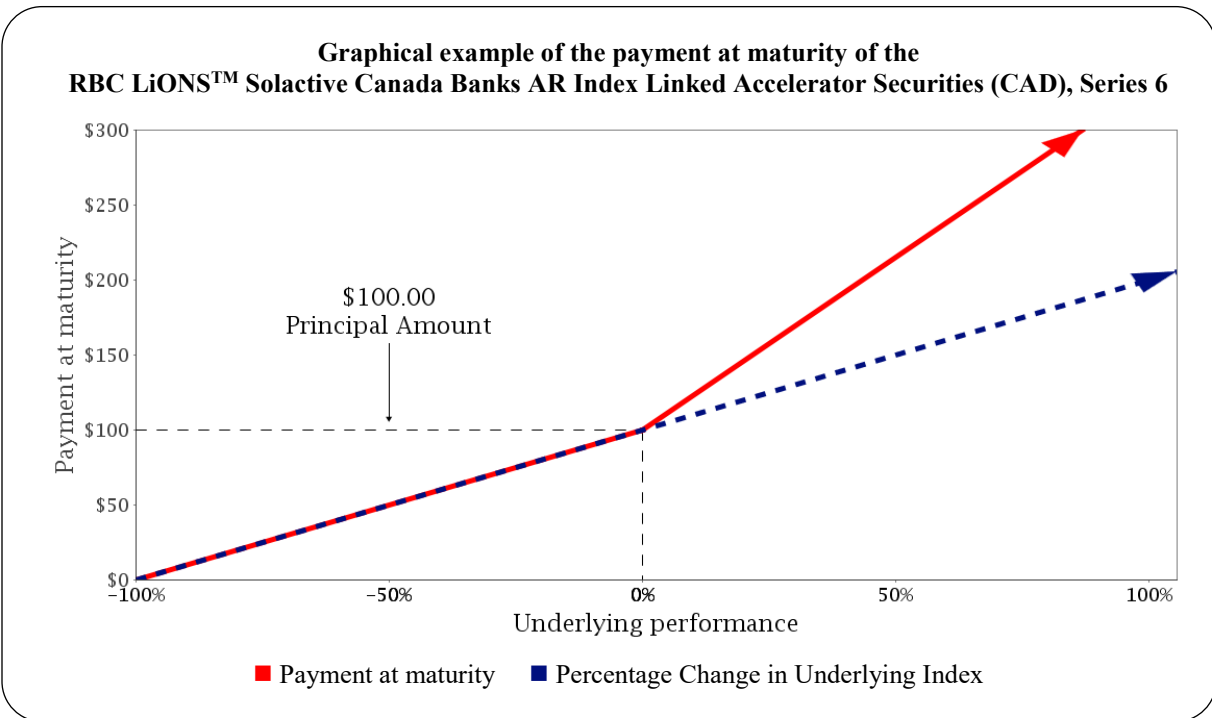 Graphical example of the payment at maturity of the
RBC LiONS™ Solactive Canada Banks AR Index Linked Accelerator Securities (CAD), Series 6
$300
$250
$200
$150
$100
$50
$0
Payment at maturity
$100.00
Principal Amount
−100%
−50%
0%
50%
100%
Underlying performance
Payment at maturity
Percentage Change in Underlying Index